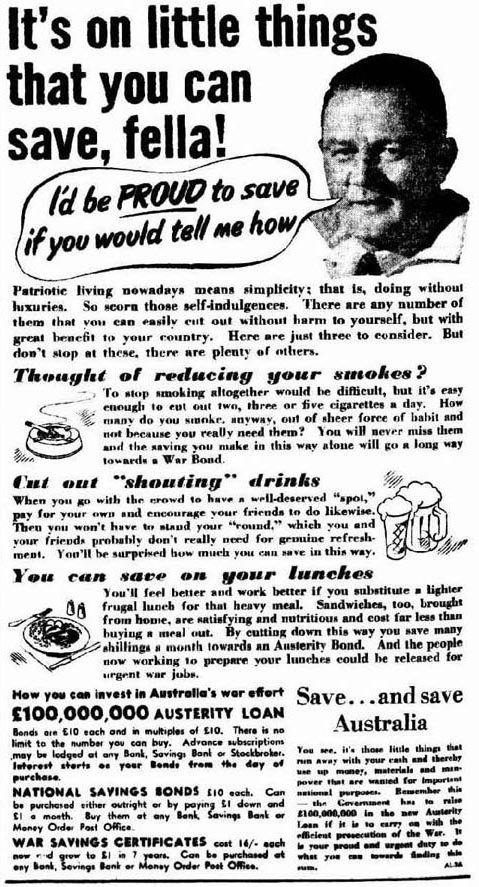 It's on little things
that you can
save, fella!
I'd be PROUD to save
if you would tell me how
Patriotic living nowadays means simplicity; that is, doing without
luxuries. So scorn those self-indulgences. There are any number of
them that you can easily cut out without harm to yourself, but with
great benefit to your country. Here are just three to consider. But
don't stop at these, there are plenty of others.
Thought of reducing your smokes?
To stop smoking altogether would be difficult, but it's easy
enough to cut out two, three or five cigarettes a day. How
many do you smoke, anyway, out of sheer force of habit and
not because you really need them? You will never miss them
and the saving you make in this way alone will go a long way
towards a War Bond.
Cut out "shouting" drinks
When you go with the crowd to have a well-deserved "spot,"
pay for your own and encourage your friends to do likewise.
Then you won't have to stand your "round," which you and
your friends probably don't really need for genuine refresh-
ment. You'll be surprised how much you can save in this way.
You can save on your lunches
You'll feel better and work better if you substitute a lighter
frugal lunch for that heavy meal. Sandwiches, too, brought
from home, are satisfying and nutritious and cost far less than
buying a meal out. By cutting down this way you save many
shillings a month towards an Austerity Bond. And the people
now working to prepare your lunches could be released for
urgent war jobs.
How you can invest in Australia's war effort
£100,000,000 AUSTERITY LOAN
Bonds are £10 each and in multiples of £10. There is no
limit to the number you can buy. Advance subscriptions
may be lodged at any Bank, Savings Bank or Stockbroker.
Interest starts on your Bonds from the day of
purchase.
NATIONAL SAVINGS BONDS £10 each. Can
be purchased either outright or by paying £1 down and
£1 a month. Buy them at any Bank, Savings Bank or
Money Order Post Office.
WAR SAVINGS CERTIFICATES cost 16/- each
now and grow to £1 in 7 years. Can be purchased at
any Bank, Savings Bank or Money Order Post Office.
Save...and save
Australia
You see, it's those little things that
run away with your cash and thereby
use up money, materials and man-
power that are wanted for important
national purposes. Remember this
— the Government has to raise
£100,000,000 in the new Austerity
Loan if it is to carry on with the
efficient prosecution of the War. It
is your proud and urgent duty to do
what you can towards finding this
sum.
AL.36